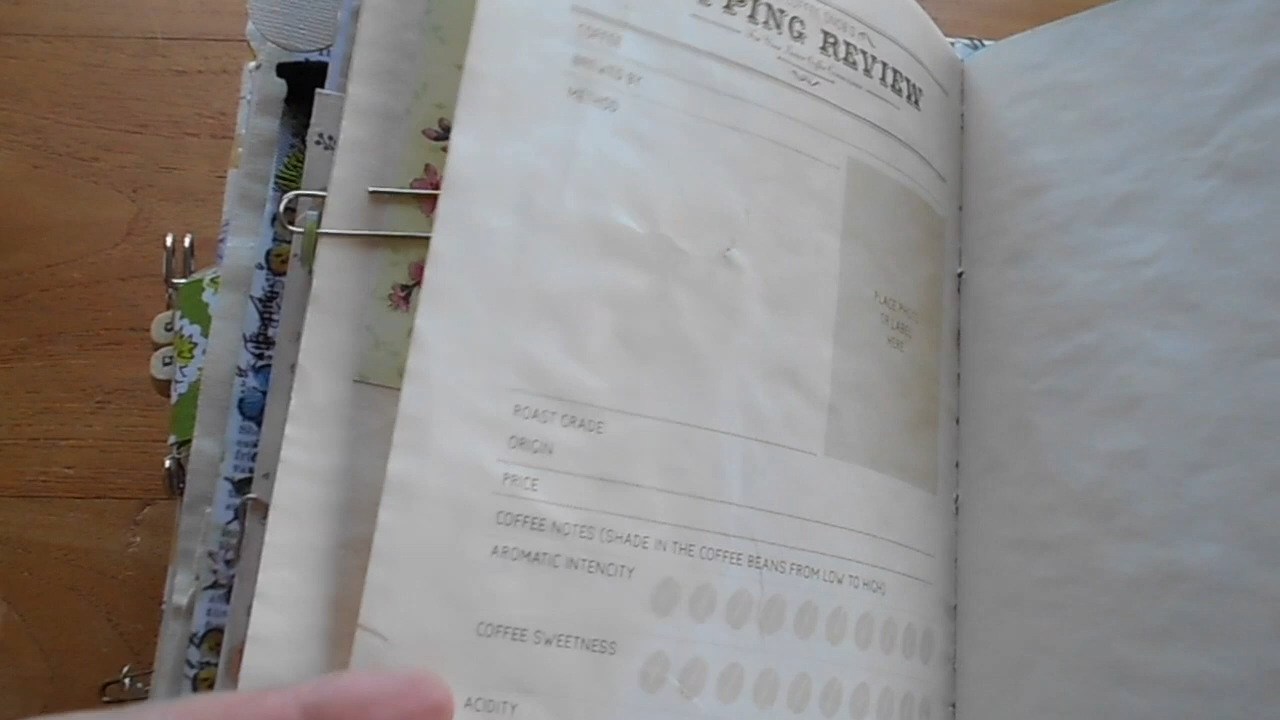 PPING REVIEW
COFFEE
BREWED BY
METHOD
PLACE PHOTO
OR LABEL
HERE
ROAST GRADE
ORIGIN
PRICE
COFFEE NOTES (SHADE IN THE COFFEE BEANS FROM LOW TO HIGH)
AROMATIC INTENCITY
COFFEE SWEETNESS
ACIDITY